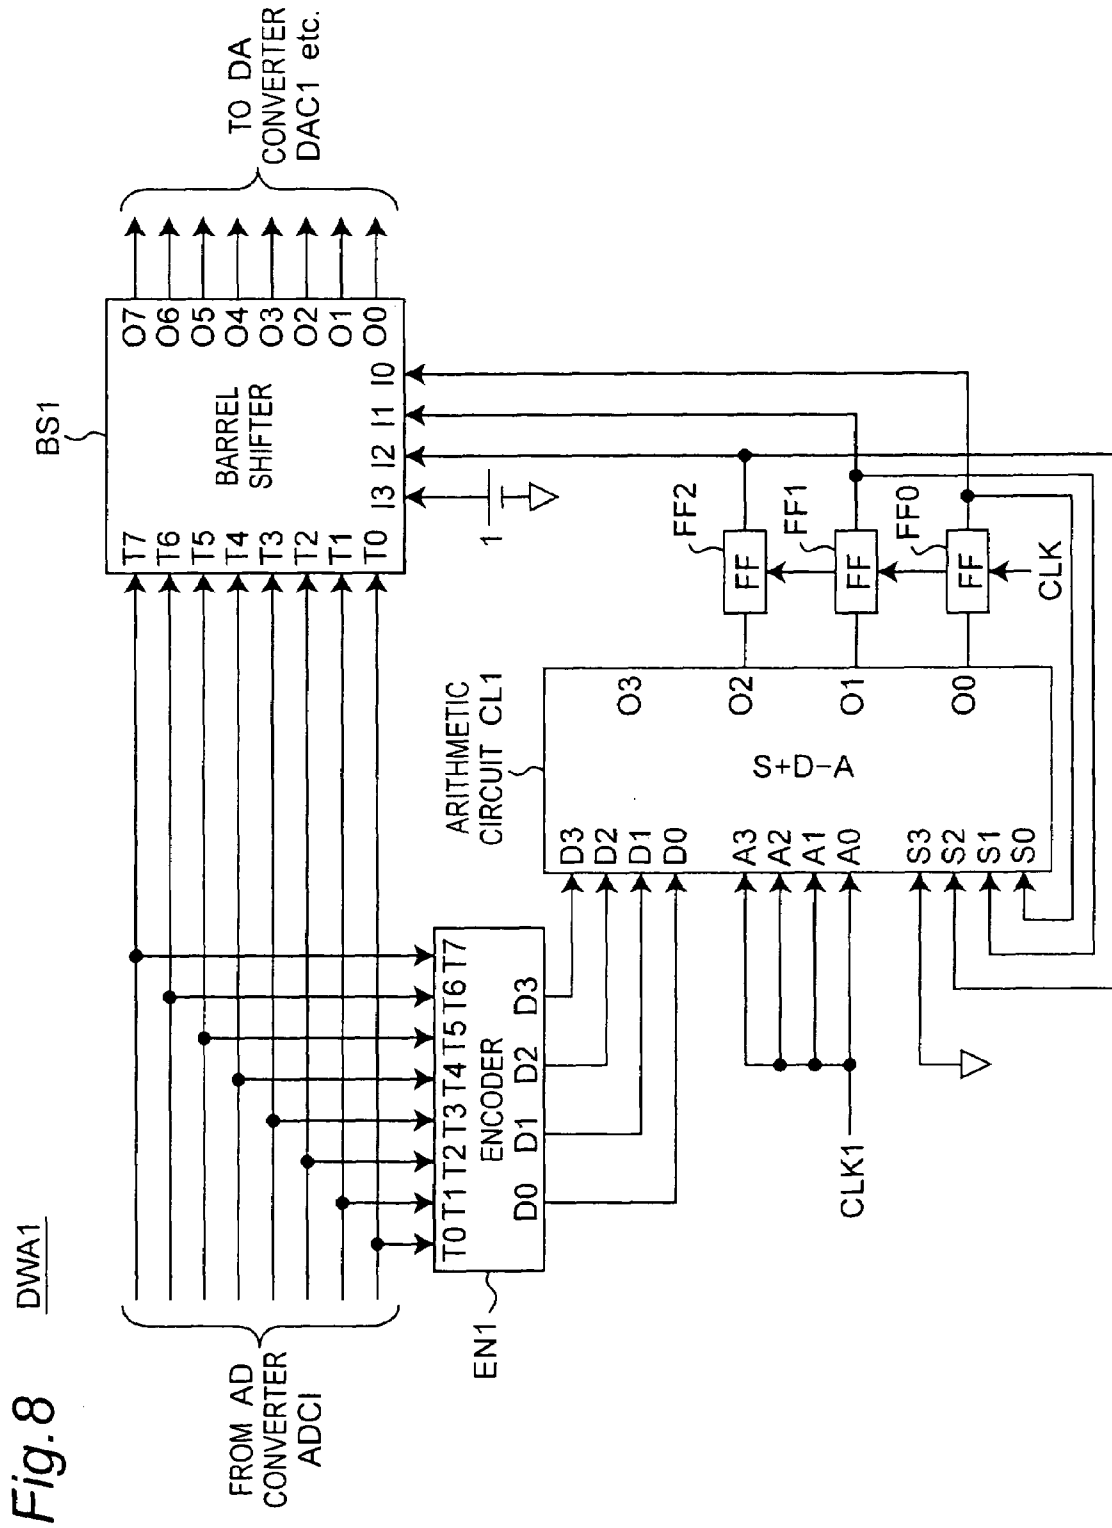 Fig.8
DWA1
FROM AD
CONVERTER
ADCI
EN1
T0 T1 T2 T3 T4 T5 T6 T7
ENCODER
D0 D1 D2 D3
BS1
T7
T6
T5
T4
T3
T2
T1
T0
BARREL
SHIFTER
O7
O6
O5
O4
O3
O2
O1
O0
I3 I2 I1 I0
1
TO DA
CONVERTER
DAC1 etc.
ARITHMETIC
CIRCUIT CL1
D3
D2
D1
D0
A3
A2
A1
A0
S3
S2
S1
S0
S+D-A
O3
O2
O1
O0
CLK1
FF2
FF
FF1
FF
FF0
FF
CLK